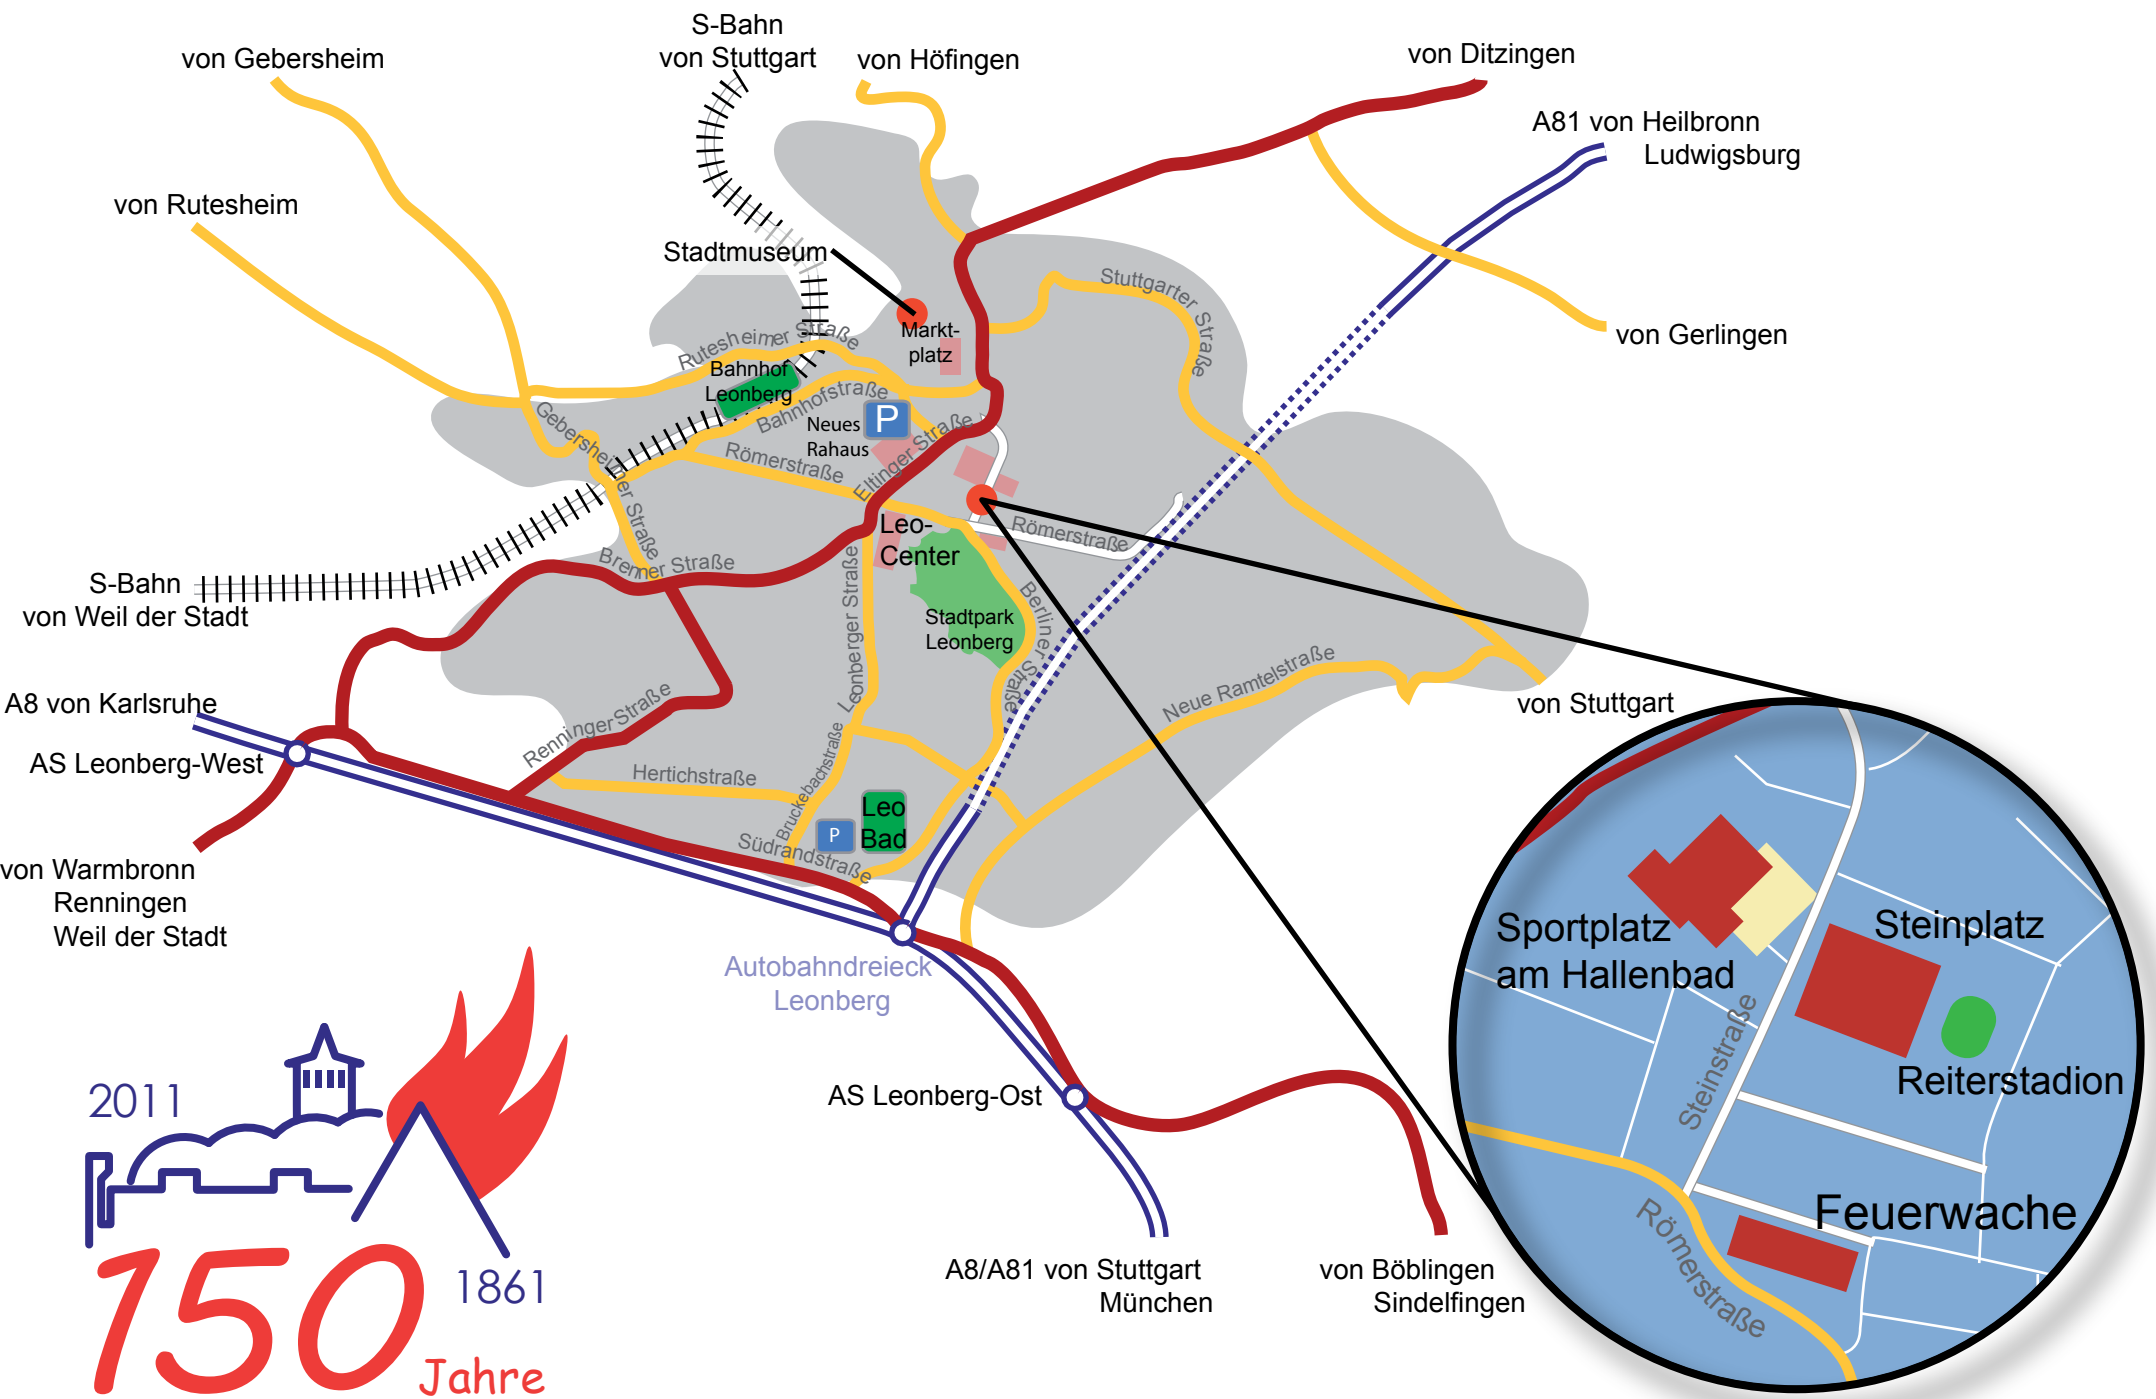 S-Bahn
von Stuttgart
von Gebersheim
von Höfingen
von Ditzingen
A81 von Heilbronn
Ludwigsburg
von Rutesheim
Stadtmuseum
Stuttgarter Straße
Markt-
platz
von Gerlingen
Rutesheimer Straße
Bahnhof
Leonberg
Bahnhofstraße
P
Neues
Rahaus
Gebersheimer Straße
Römerstraße
Eltinger Straße
Leo-
Center
Römerstraße
Bremer Straße
S-Bahn
von Weil der Stadt
Leonberger Straße
Stadtpark
Leonberg
Berliner Straße
Neue Ramtelstraße
von Stuttgart
A8 von Karlsruhe
AS Leonberg-West
Renninger Straße
Hertichstraße
Bruckebachstraße
Leo
Bad
P
Südrandstraße
von Warmbronn
Renningen
Weil der Stadt
Autobahndreieck
Leonberg
AS Leonberg-Ost
A8/A81 von Stuttgart
München
von Böblingen
Sindelfingen
Sportplatz
am Hallenbad
Steinplatz
Steinstraße
Reiterstadion
Feuerwache
Römerstraße
2011
1861
150
Jahre